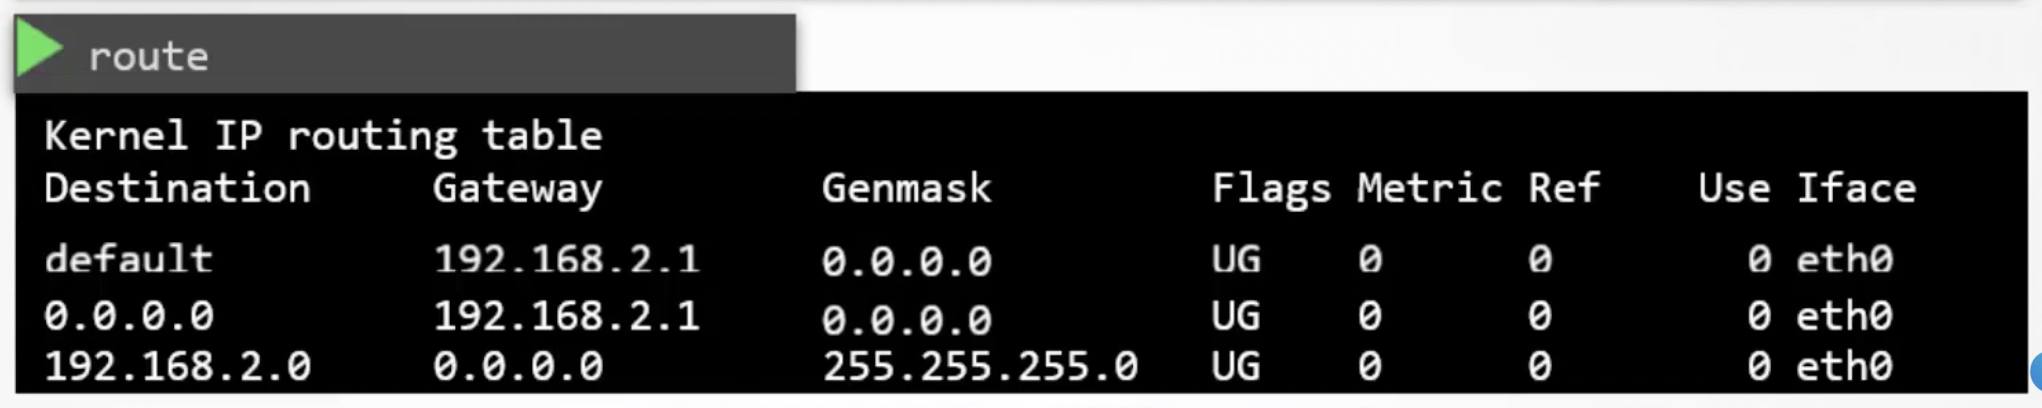 route
Kernel IP routing table
Destination Gateway Genmask Flags Metric Ref Use Iface
default 192.168.2.1 0.0.0.0 UG 0 0 0 eth0
0.0.0.0 192.168.2.1 0.0.0.0 UG 0 0 0 eth0
192.168.2.0 0.0.0.0 255.255.255.0 UG 0 0 0 eth0